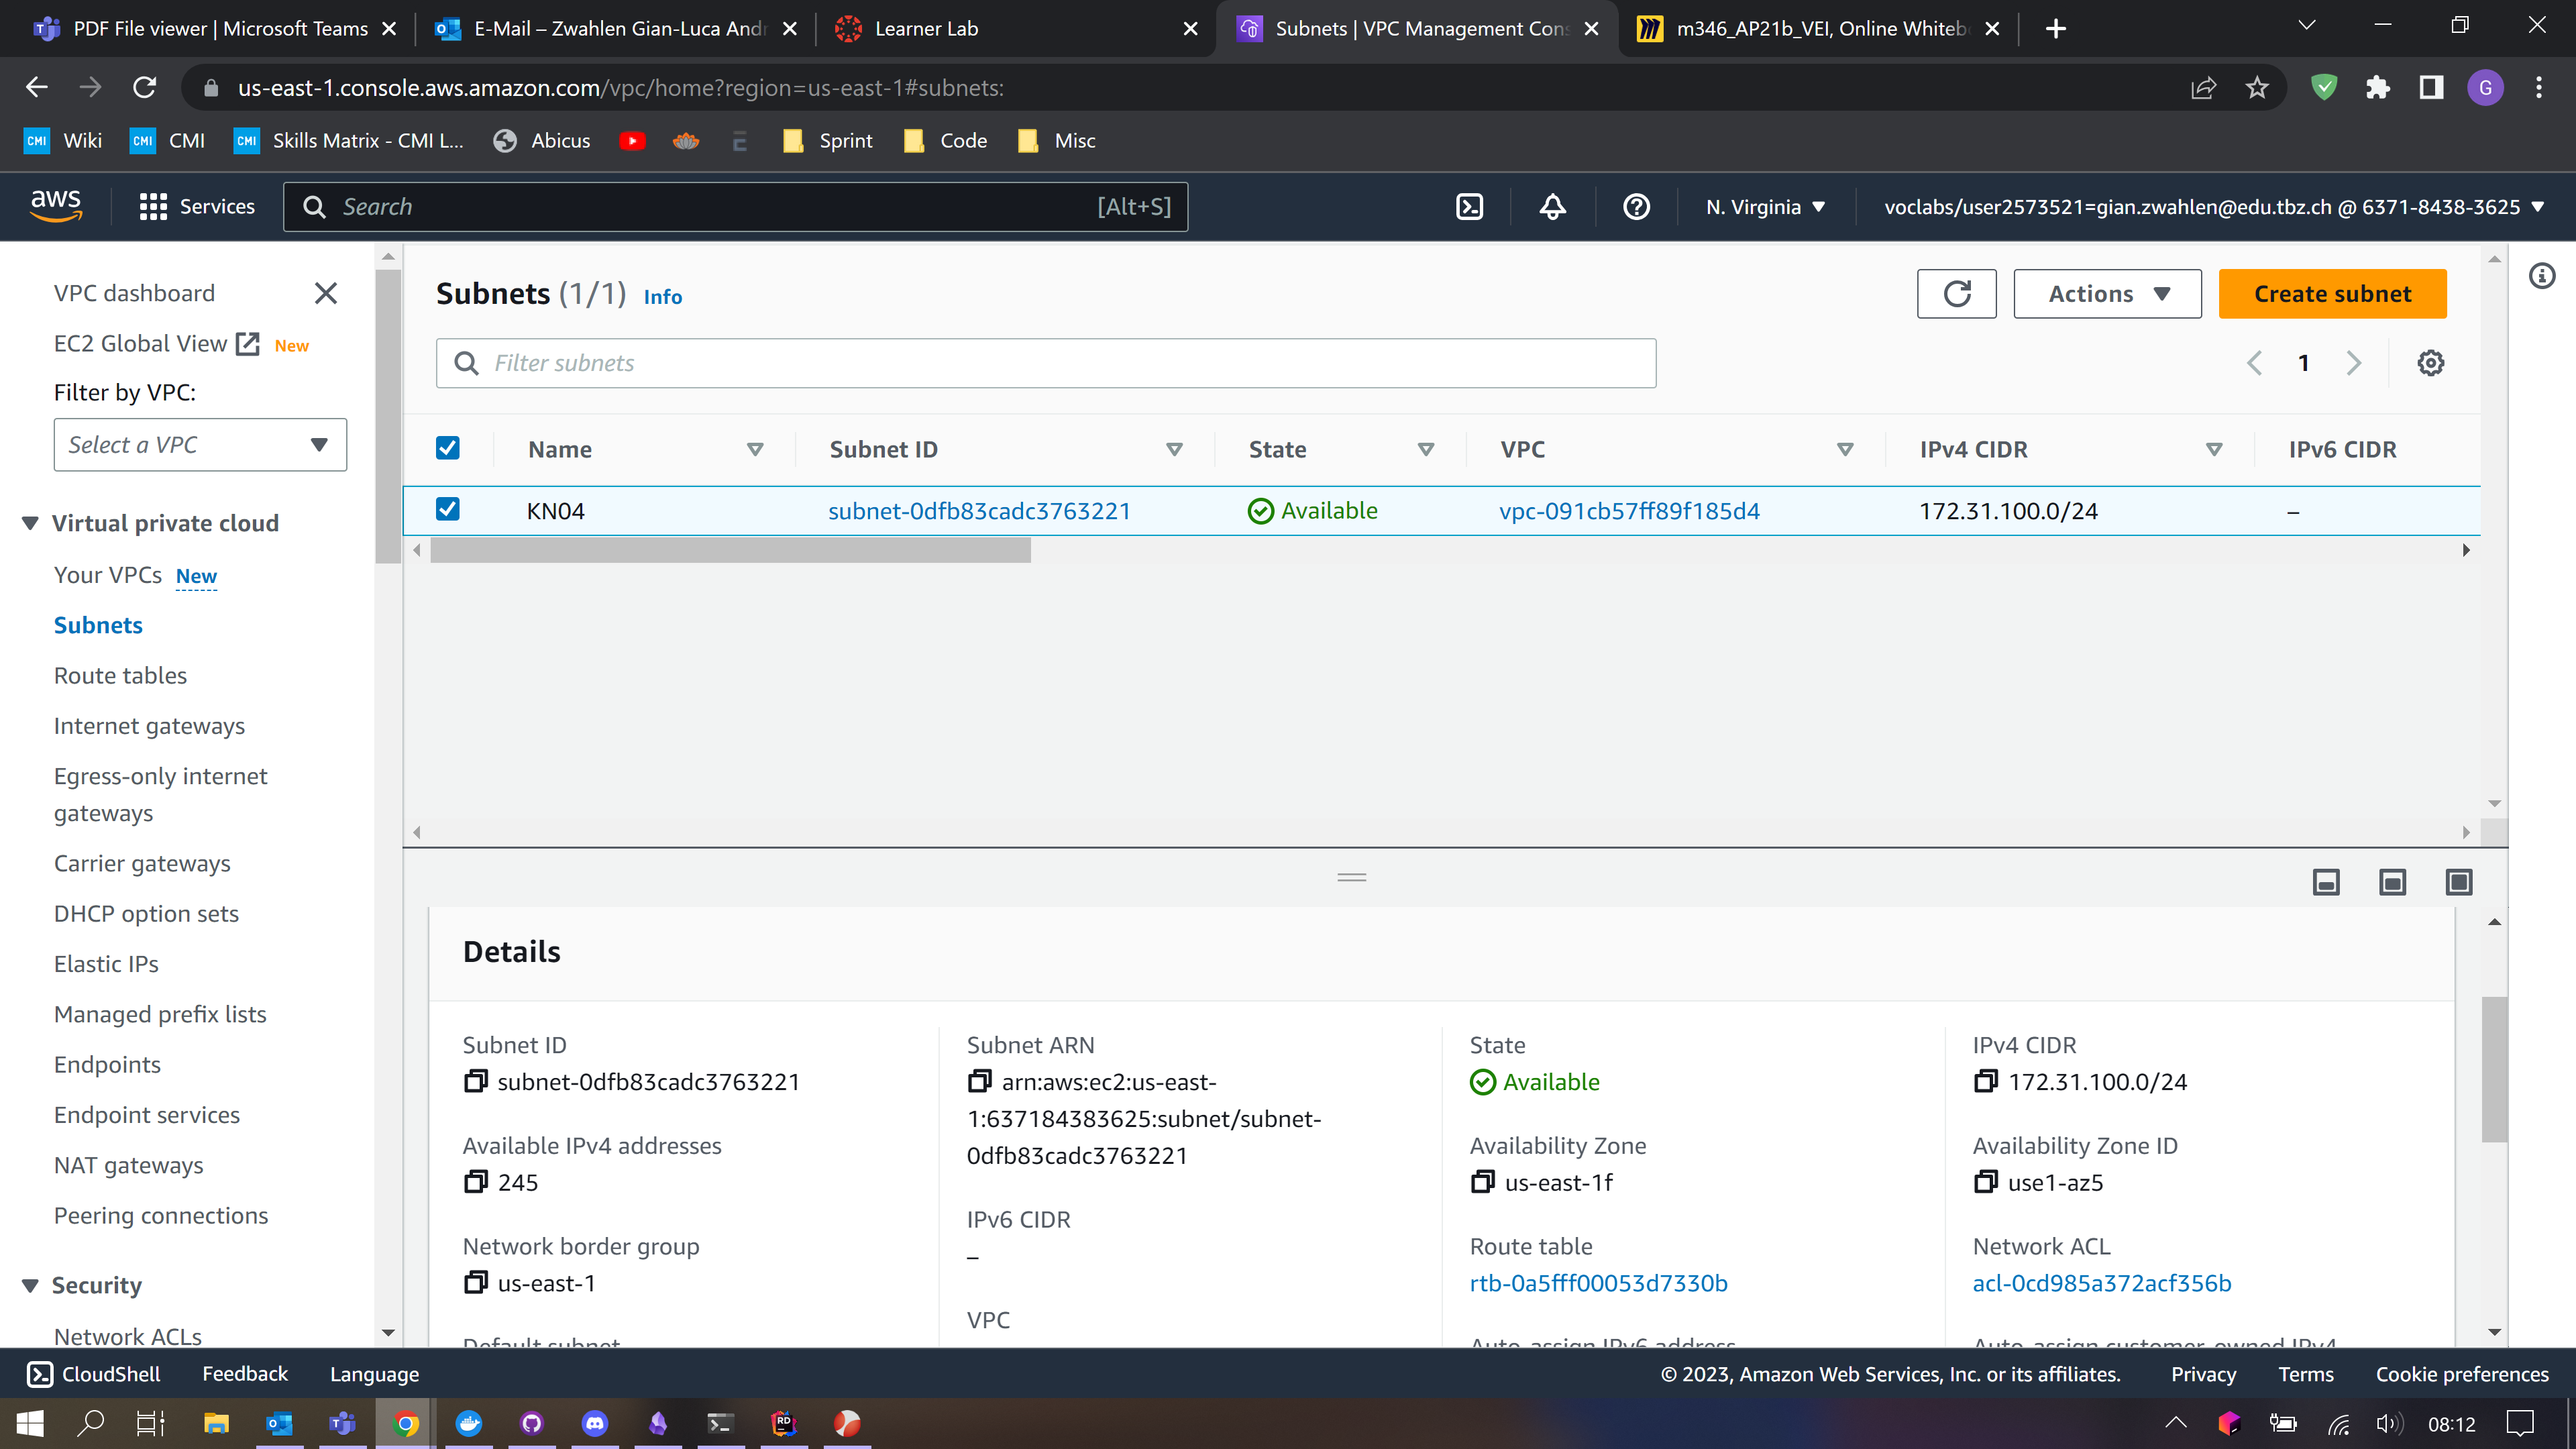 PDF File viewer | Microsoft Teams
E-Mail – Zwahlen Gian-Luca Andr
Learner Lab
Subnets | VPC Management Cons
m346_AP21b_VEI, Online Whitebo
us-east-1.console.aws.amazon.com/vpc/home?region=us-east-1#subnets:
G
CMI Wiki
CMI CMI
CMI Skills Matrix - CMI L...
Abicus
Sprint
Code
Misc
aws
Services
Search
[Alt+S]
N. Virginia
voclabs/user2573521=gian.zwahlen@edu.tbz.ch @ 6371-8438-3625
VPC dashboard
EC2 Global View New
Filter by VPC:
Select a VPC
Virtual private cloud
Your VPCs New
Subnets
Route tables
Internet gateways
Egress-only internet
gateways
Carrier gateways
DHCP option sets
Elastic IPs
Managed prefix lists
Endpoints
Endpoint services
NAT gateways
Peering connections
Security
Network ACLs
Subnets (1/1) Info
Actions
Create subnet
Filter subnets
1
Name Subnet ID State VPC IPv4 CIDR IPv6 CIDR
KN04 subnet-0dfb83cadc3763221 Available vpc-091cb57ff89f185d4 172.31.100.0/24 –
Details
Subnet ID
subnet-0dfb83cadc3763221
Available IPv4 addresses
245
Network border group
us-east-1
Default subnet
Subnet ARN
arn:aws:ec2:us-east-
1:637184383625:subnet/subnet-
0dfb83cadc3763221
IPv6 CIDR
–
VPC
State
Available
Availability Zone
us-east-1f
Route table
rtb-0a5fff00053d7330b
Auto-assign IPv6 address
IPv4 CIDR
172.31.100.0/24
Availability Zone ID
use1-az5
Network ACL
acl-0cd985a372acf356b
Auto-assign customer-owned IPv4
CloudShell
Feedback
Language
© 2023, Amazon Web Services, Inc. or its affiliates.
Privacy
Terms
Cookie preferences
08:12